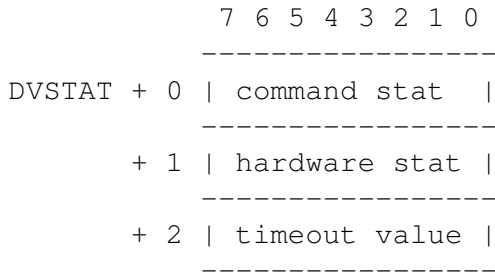 7 6 5 4 3 2 1 0
-----------------
DVSTAT + 0 | command stat |
-----------------
+ 1 | hardware stat |
-----------------
+ 2 | timeout value |
-----------------